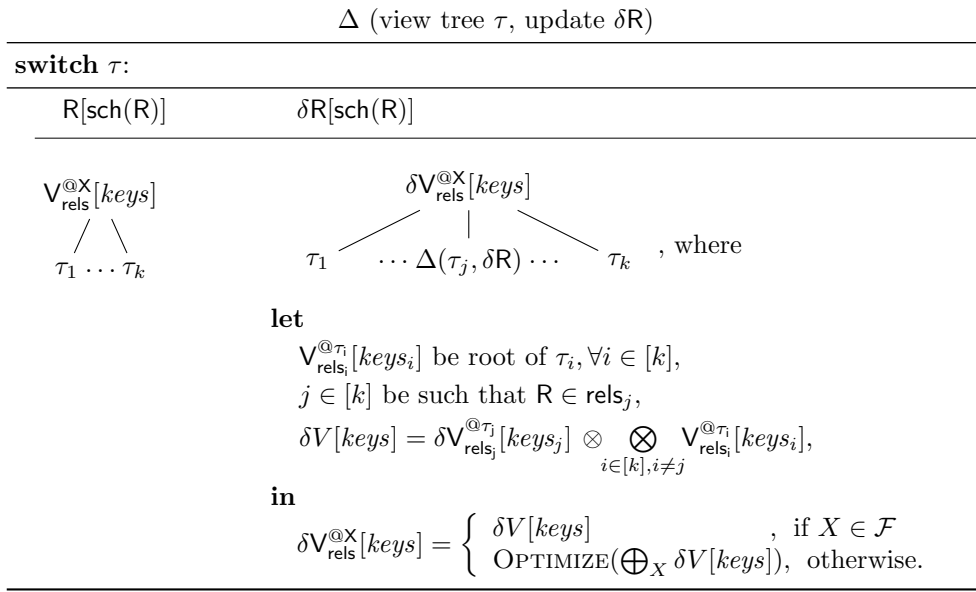 Δ (view tree τ, update δR)
switch τ:
R[sch(R)] δR[sch(R)]
V^{@X}_{rels}[keys] δV^{@X}_{rels}[keys]
τ_1 ⋯ τ_k τ_1 ⋯ Δ(τ_j, δR) ⋯ τ_k , where
let
V^{@τ_i}_{rels_i}[keys_i] be root of τ_i, ∀i ∈ [k],
j ∈ [k] be such that R ∈ rels_j,
δV[keys] = δV^{@τ_j}_{rels_j}[keys_j] ⊗ ⨂_{i∈[k],i≠j} V^{@τ_i}_{rels_i}[keys_i],
in
δV^{@X}_{rels}[keys] = { δV[keys] , if X ∈ ℱ
OPTIMIZE(⨁_X δV[keys]), otherwise.